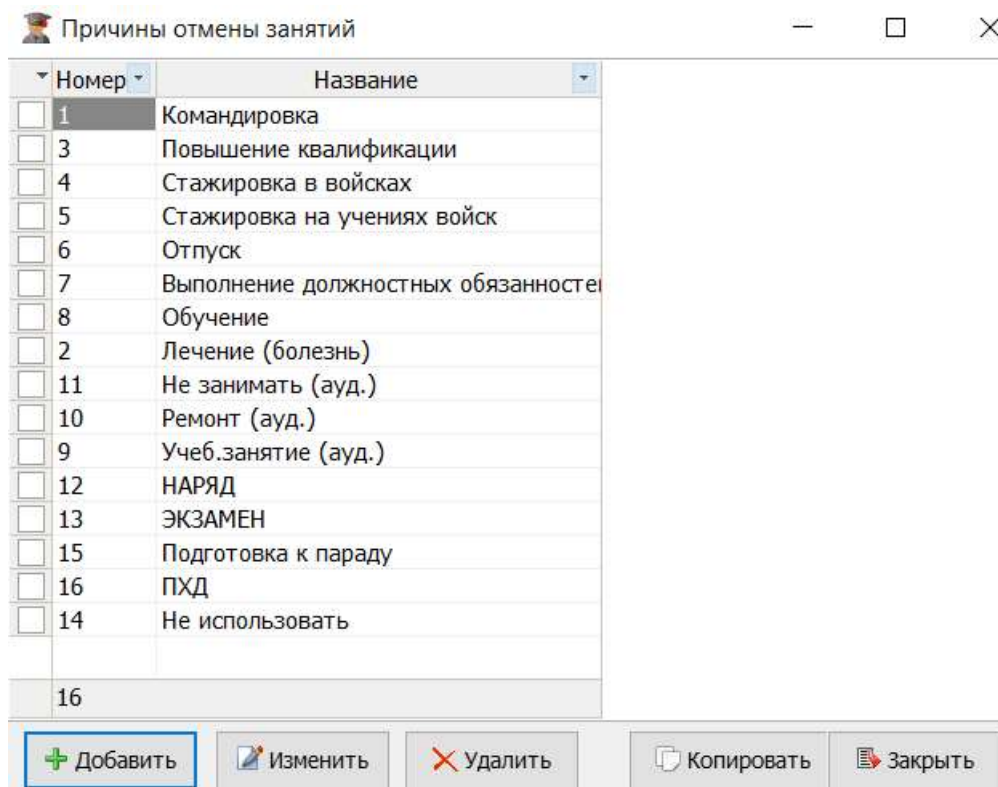 Причины отмены занятий
Номер Название
1 Командировка
3 Повышение квалификации
4 Стажировка в войсках
5 Стажировка на учениях войск
6 Отпуск
7 Выполнение должностных обязанносте
8 Обучение
2 Лечение (болезнь)
11 Не занимать (ауд.)
10 Ремонт (ауд.)
9 Учеб.занятие (ауд.)
12 НАРЯД
13 ЭКЗАМЕН
15 Подготовка к параду
16 ПХД
14 Не использовать
16
Добавить Изменить Удалить Копировать Закрыть